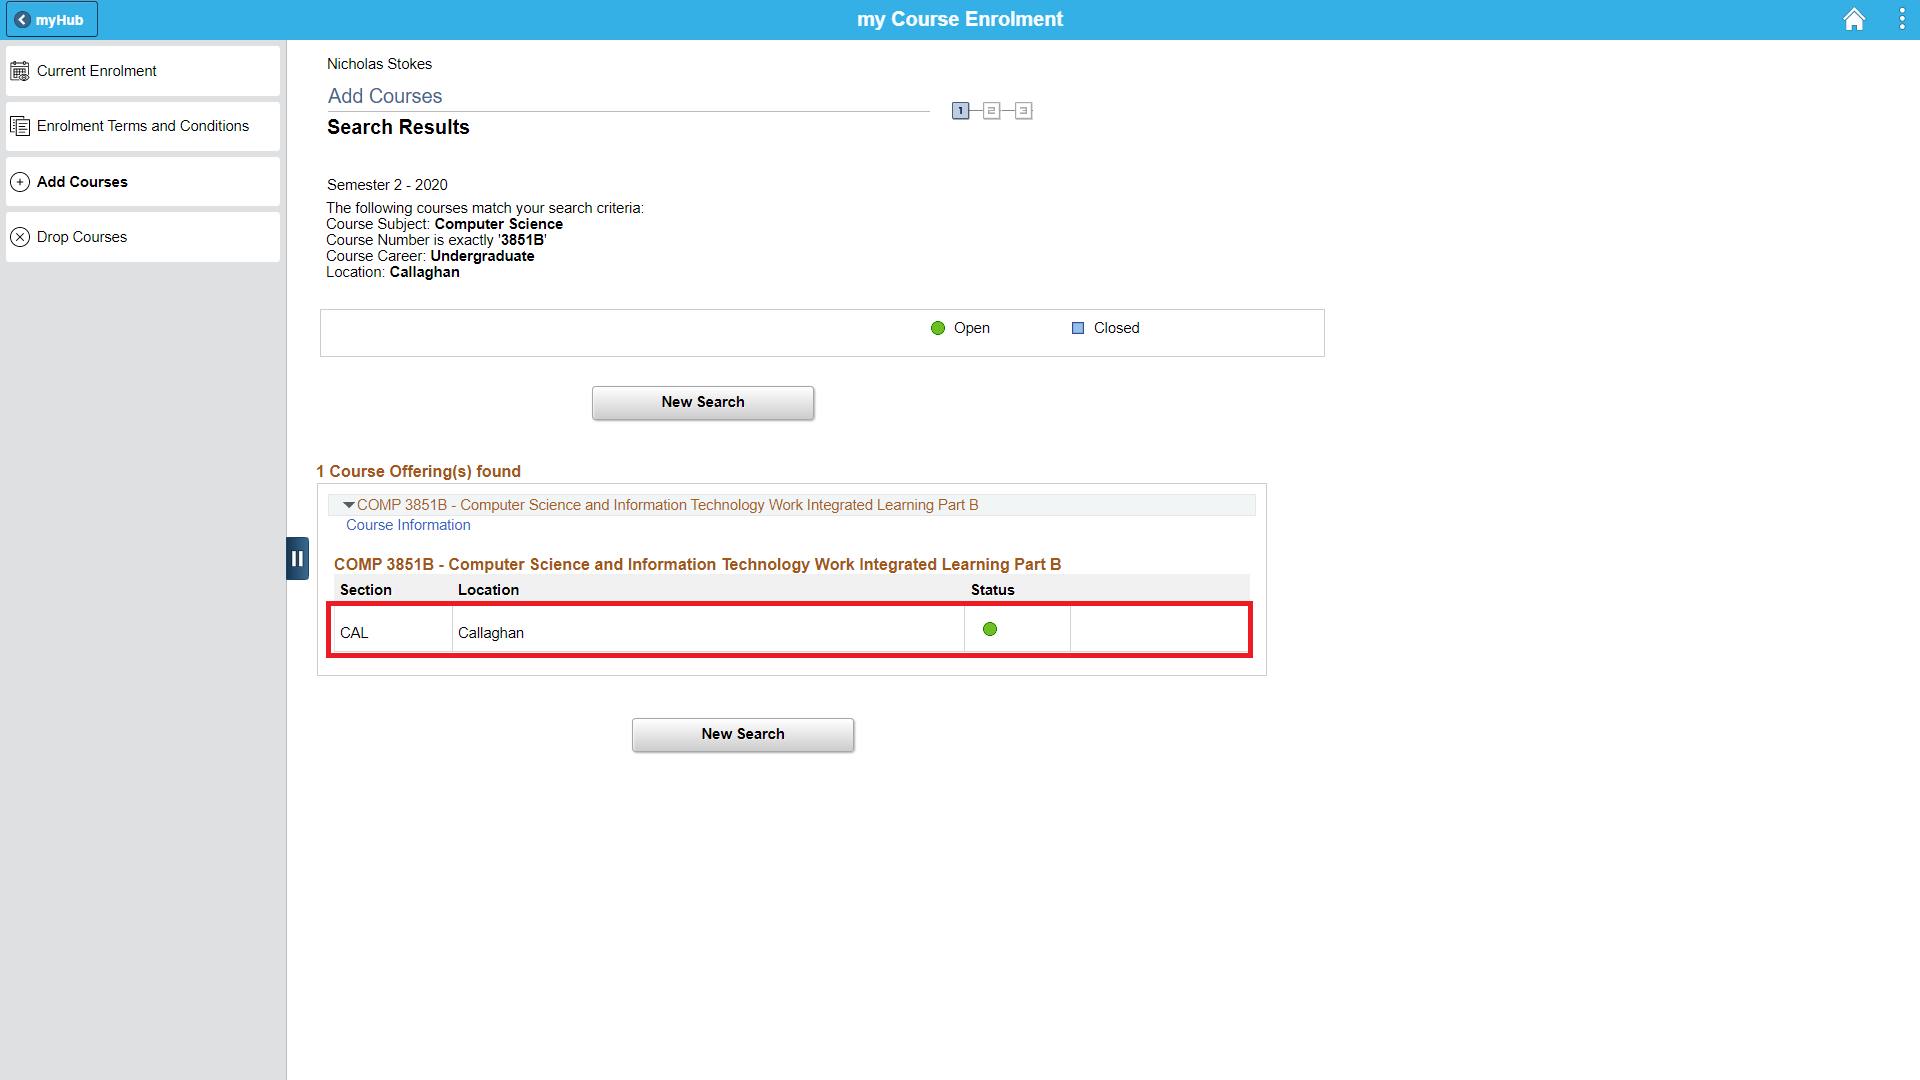 myHub
my Course Enrolment
Current Enrolment
Enrolment Terms and Conditions
Add Courses
Drop Courses
Nicholas Stokes
Add Courses
1 2 3
Search Results
Semester 2 - 2020
The following courses match your search criteria:
Course Subject: Computer Science
Course Number is exactly '3851B'
Course Career: Undergraduate
Location: Callaghan
Open Closed
New Search
1 Course Offering(s) found
COMP 3851B - Computer Science and Information Technology Work Integrated Learning Part B
Course Information
COMP 3851B - Computer Science and Information Technology Work Integrated Learning Part B
Section Location Status
CAL Callaghan
New Search